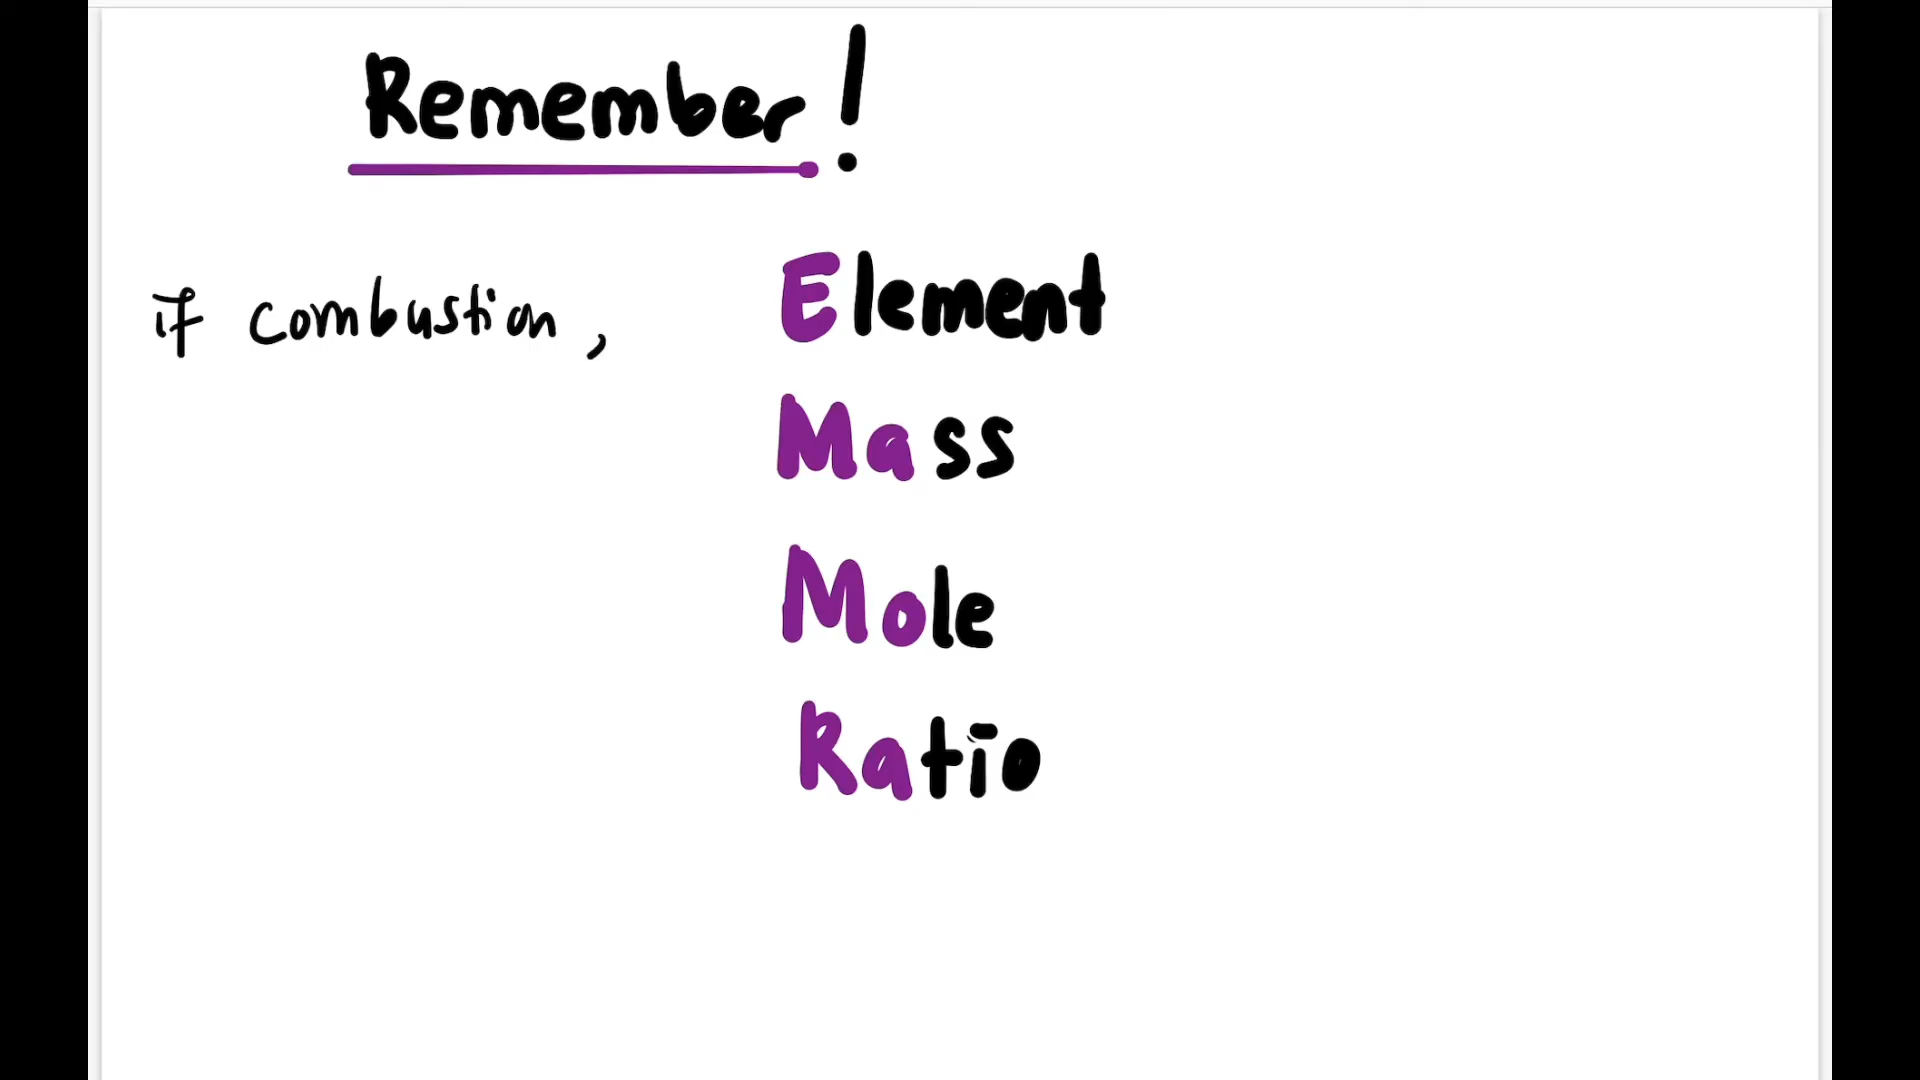 Remember!
if combustion, Element
Mass
Mole
Ratio